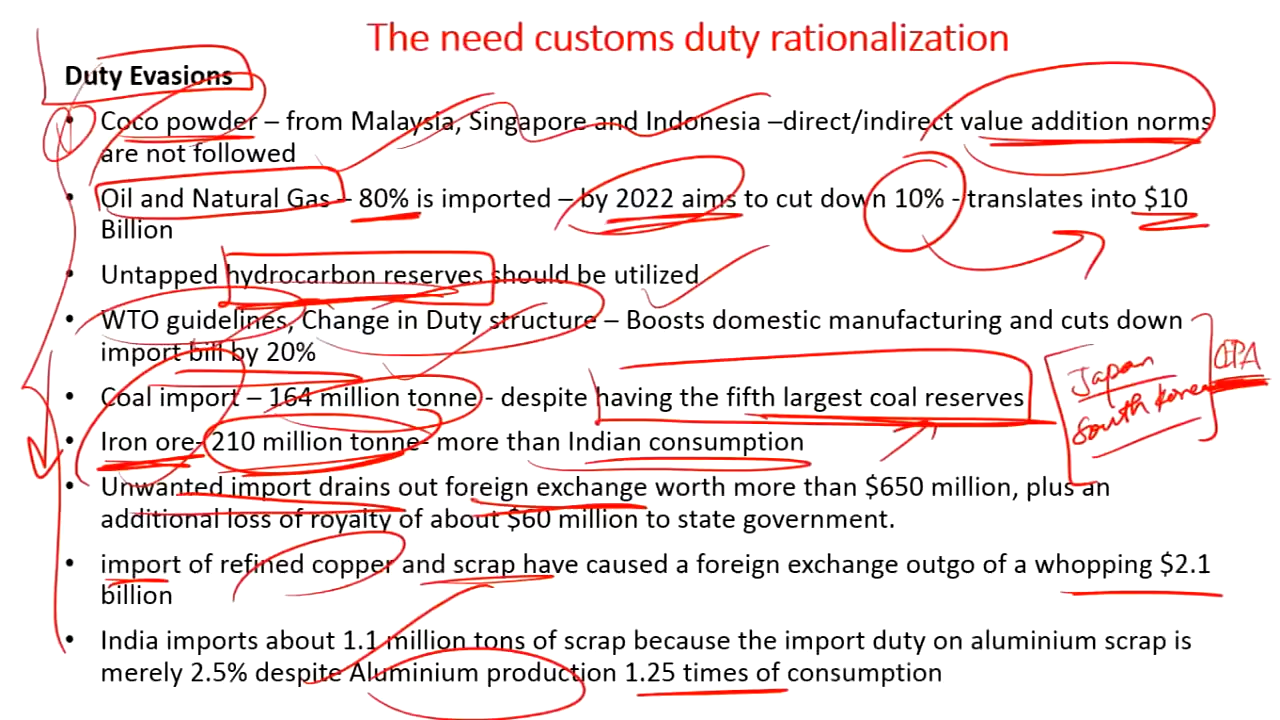 The need customs duty rationalization
Duty Evasions
• Coco powder – from Malaysia, Singapore and Indonesia –direct/indirect value addition norms
are not followed
• Oil and Natural Gas – 80% is imported – by 2022 aims to cut down 10% - translates into $10
Billion
• Untapped hydrocarbon reserves should be utilized
• WTO guidelines, Change in Duty structure – Boosts domestic manufacturing and cuts down
import bill by 20%
• Coal import – 164 million tonne - despite having the fifth largest coal reserves
• Iron ore- 210 million tonne- more than Indian consumption
• Unwanted import drains out foreign exchange worth more than $650 million, plus an
additional loss of royalty of about $60 million to state government.
• import of refined copper and scrap have caused a foreign exchange outgo of a whopping $2.1
billion
• India imports about 1.1 million tons of scrap because the import duty on aluminium scrap is
merely 2.5% despite Aluminium production 1.25 times of consumption
Japan
South Korea
CEPA